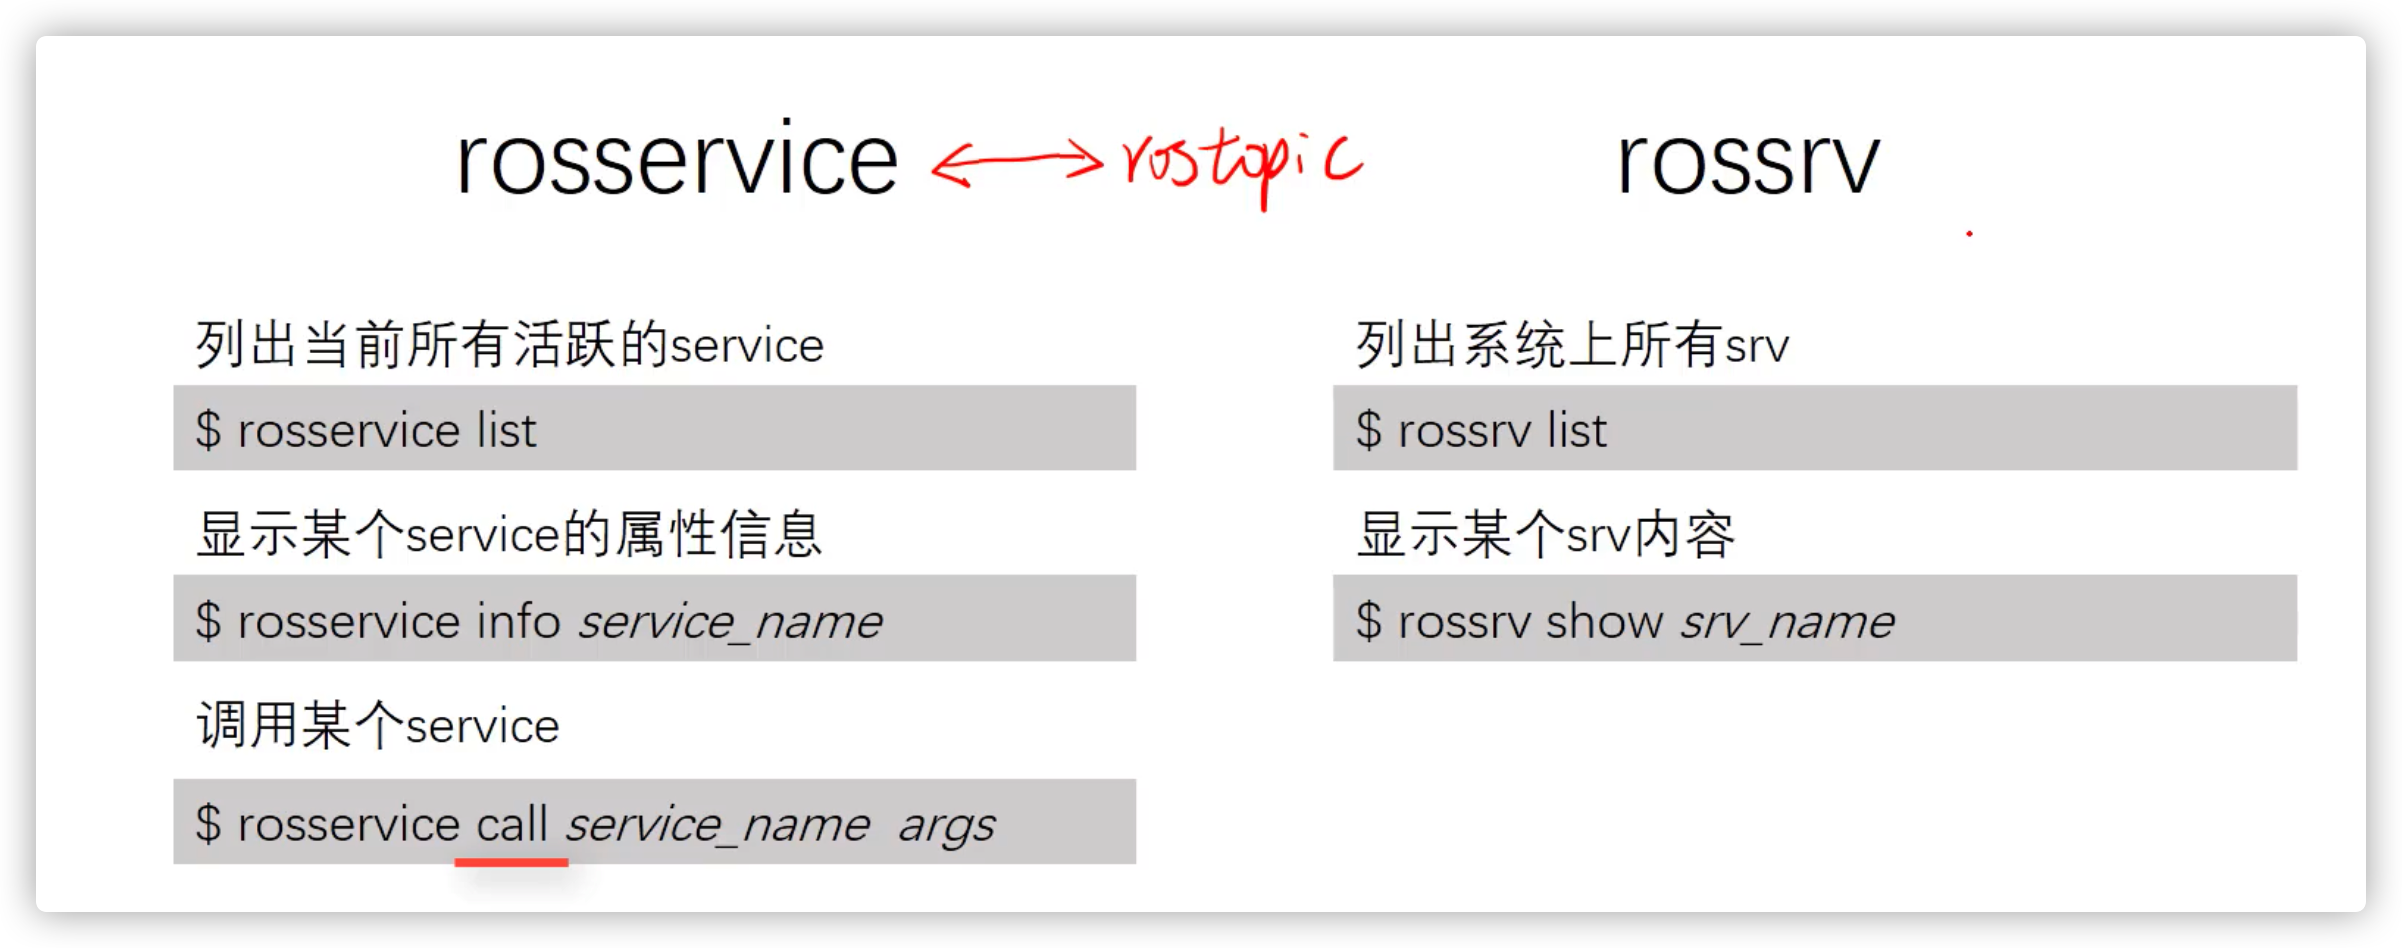 rosservice
rostopic
rossrv
列出当前所有活跃的service
$ rosservice list
显示某个service的属性信息
$ rosservice info service_name
调用某个service
$ rosservice call service_name args
列出系统上所有srv
$ rossrv list
显示某个srv内容
$ rossrv show srv_name